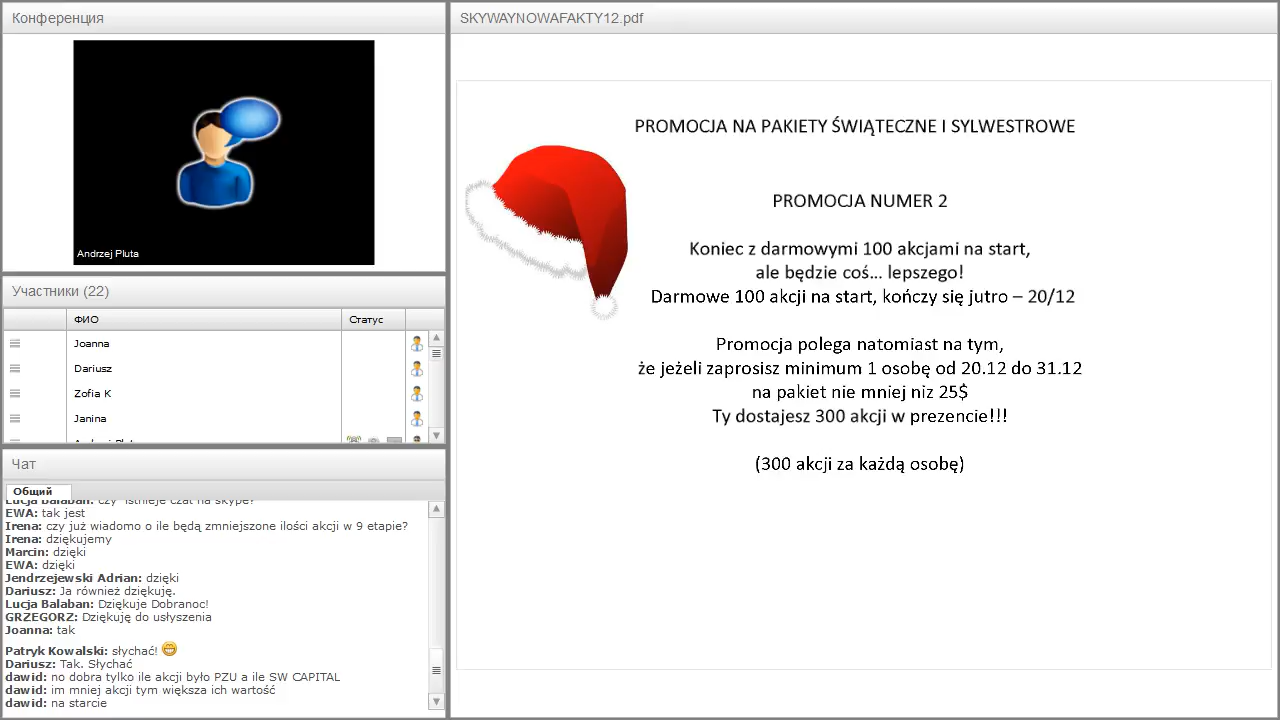 Конференция
Andrzej Pluta
Участники (22)
ФИО
Статус
Joanna
Dariusz
Zofia K
Janina
Чат
Общий
Lucja Balaban: czy istnieje czat na skype?
EWA: tak jest
Irena: czy już wiadomo o ile będą zmniejszone ilości akcji w 9 etapie?
Irena: dziękujemy
Marcin: dzięki
EWA: dzięki
Jendrzejewski Adrian: dzięki
Dariusz: Ja również dziękuję.
Lucja Balaban: Dziękuje Dobranoc!
GRZEGORZ: Dziękuję do usłyszenia
Joanna: tak
Patryk Kowalski: słychać!
Dariusz: Tak. Słychać
dawid: no dobra tylko ile akcji było PZU a ile SW CAPITAL
dawid: im mniej akcji tym większa ich wartość
dawid: na starcie
SKYWAYNOWAFAKTY12.pdf
PROMOCJA NA PAKIETY ŚWIĄTECZNE I SYLWESTROWE
PROMOCJA NUMER 2
Koniec z darmowymi 100 akcjami na start,
ale będzie coś... lepszego!
Darmowe 100 akcji na start, kończy się jutro – 20/12
Promocja polega natomiast na tym,
że jeżeli zaprosisz minimum 1 osobę od 20.12 do 31.12
na pakiet nie mniej niz 25$
Ty dostajesz 300 akcji w prezencie!!!
(300 akcji za każdą osobę)